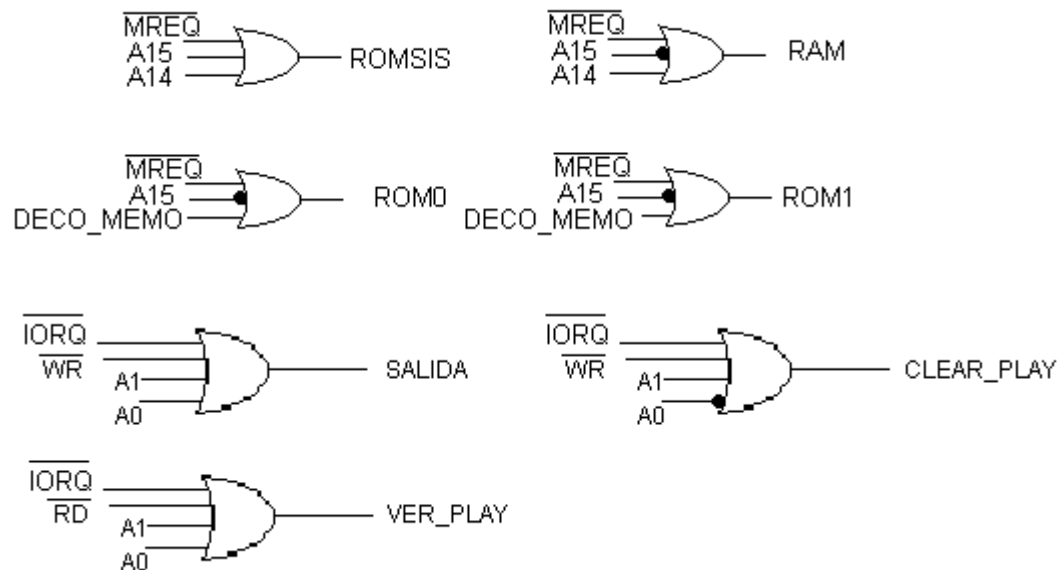 MREQ
A15
A14
ROMSIS
MREQ
A15
A14
RAM
MREQ
A15
DECO_MEMO
ROM0
MREQ
A15
DECO_MEMO
ROM1
IORQ
WR
A1
A0
SALIDA
IORQ
WR
A1
A0
CLEAR_PLAY
IORQ
RD
A1
A0
VER_PLAY